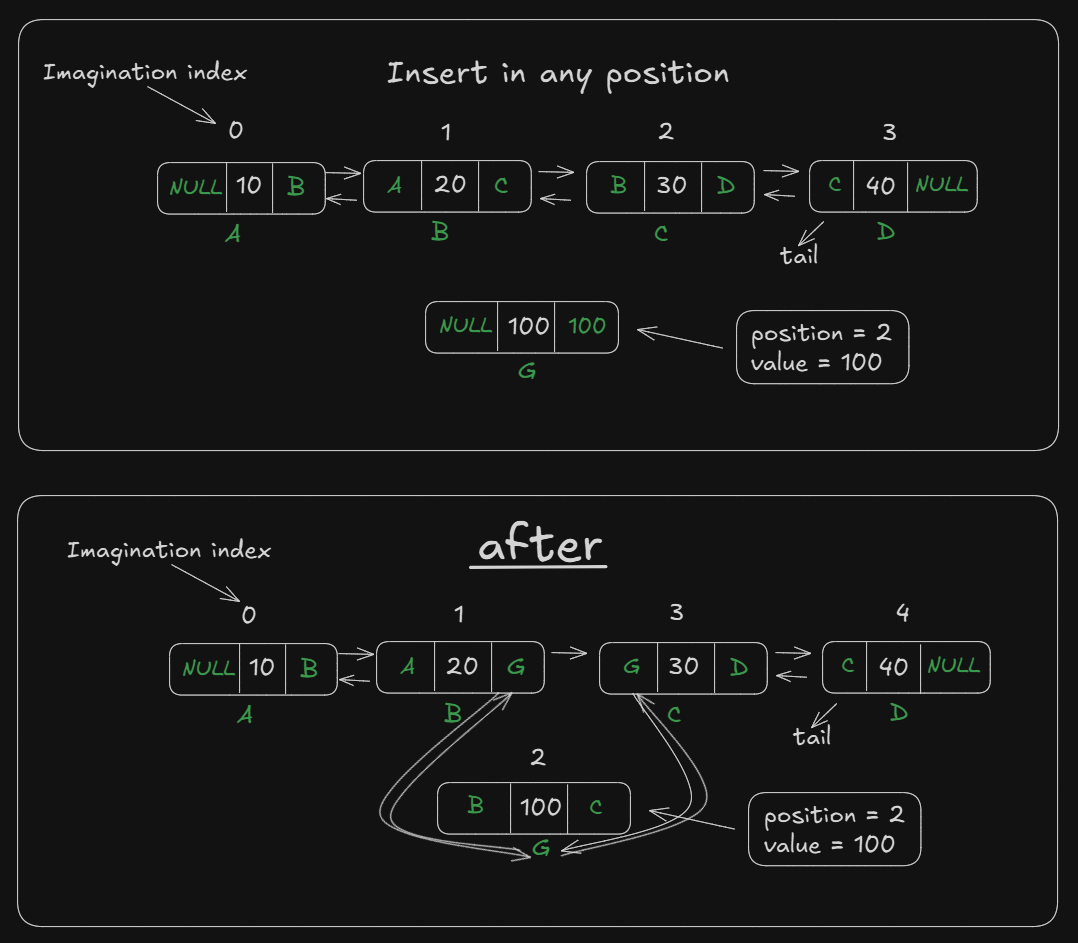 Imagination index
Insert in any position
0 1 2 3
NULL 10 B A 20 C B 30 D C 40 NULL
A B C D
tail
NULL 100 100
G
position = 2
value = 100
after
Imagination index
0 1 3 4
NULL 10 B A 20 G G 30 D C 40 NULL
A B C D
tail
2
B 100 C
G
position = 2
value = 100